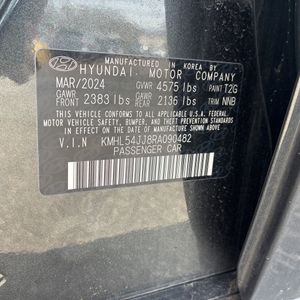 MANUFACTURED IN KOREA BY
HYUNDAI MOTOR COMPANY
MAR/2024 GVWR 4575 lbs PAINT T2G
GAWR FRONT 2383 lbs GAWR REAR 2136 lbs TRIM NNB
THIS VEHICLE CONFORMS TO ALL APPLICABLE U.S.A FEDERAL
MOTOR VEHICLE SAFETY, BUMPER, AND THEFT PREVENTION
STANDARDS IN EFFECT ON THE DATE OF MANUFACTURE
SHOWN ABOVE.
V.I.N KMHL54JJ8RA090482
PASSENGER CAR